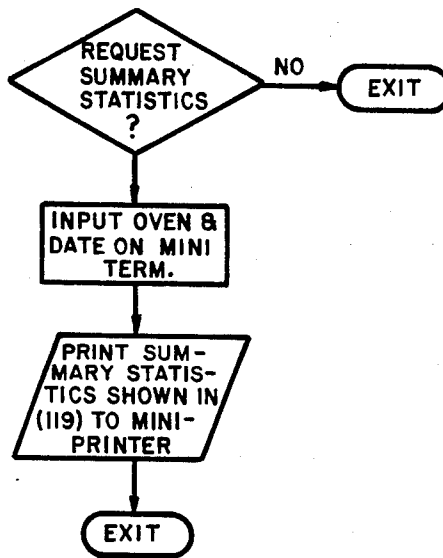 REQUEST
SUMMARY
STATISTICS
?
NO
EXIT
INPUT OVEN &
DATE ON MINI
TERM.
PRINT SUM-
MARY STATIS-
TICS SHOWN IN
(119) TO MINI-
PRINTER
EXIT